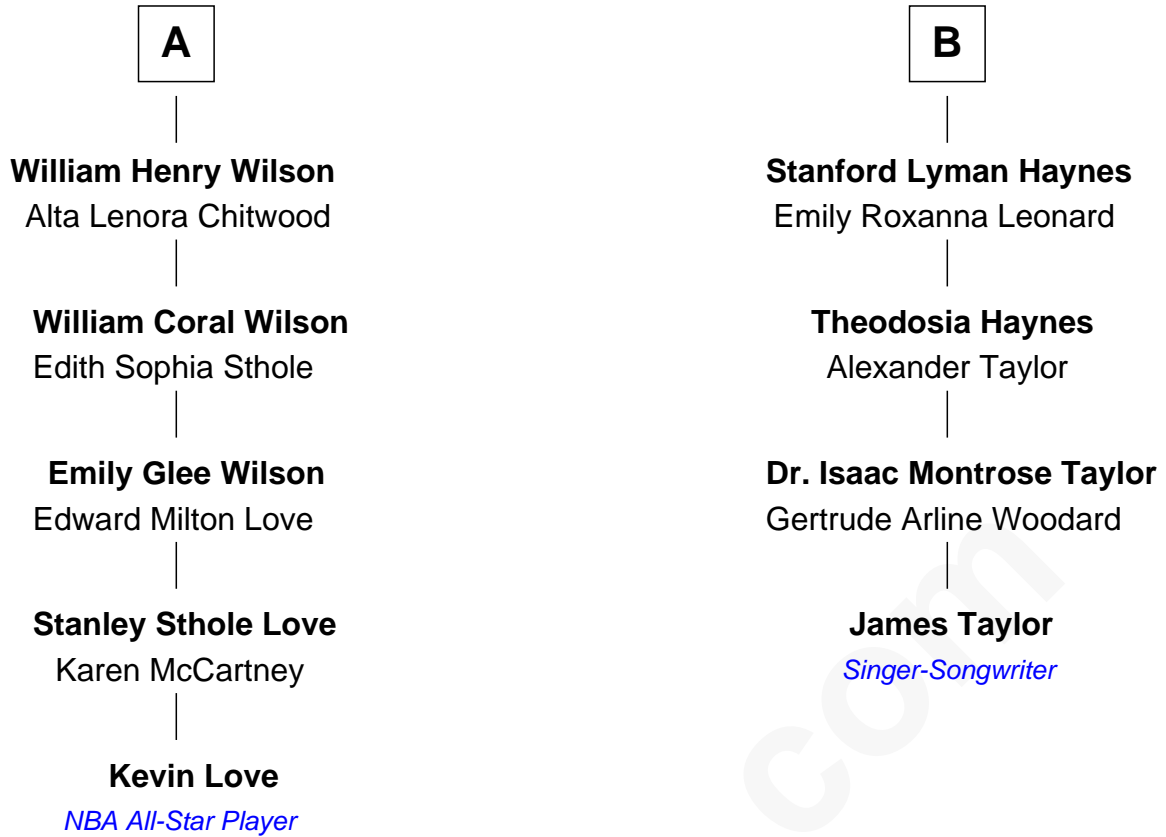 A
William Henry Wilson
Alta Lenora Chitwood
William Coral Wilson
Edith Sophia Sthole
Emily Glee Wilson
Edward Milton Love
Stanley Sthole Love
Karen McCartney
Kevin Love
NBA All-Star Player
B
Stanford Lyman Haynes
Emily Roxanna Leonard
Theodosia Haynes
Alexander Taylor
Dr. Isaac Montrose Taylor
Gertrude Arline Woodard
James Taylor
Singer-Songwriter
com